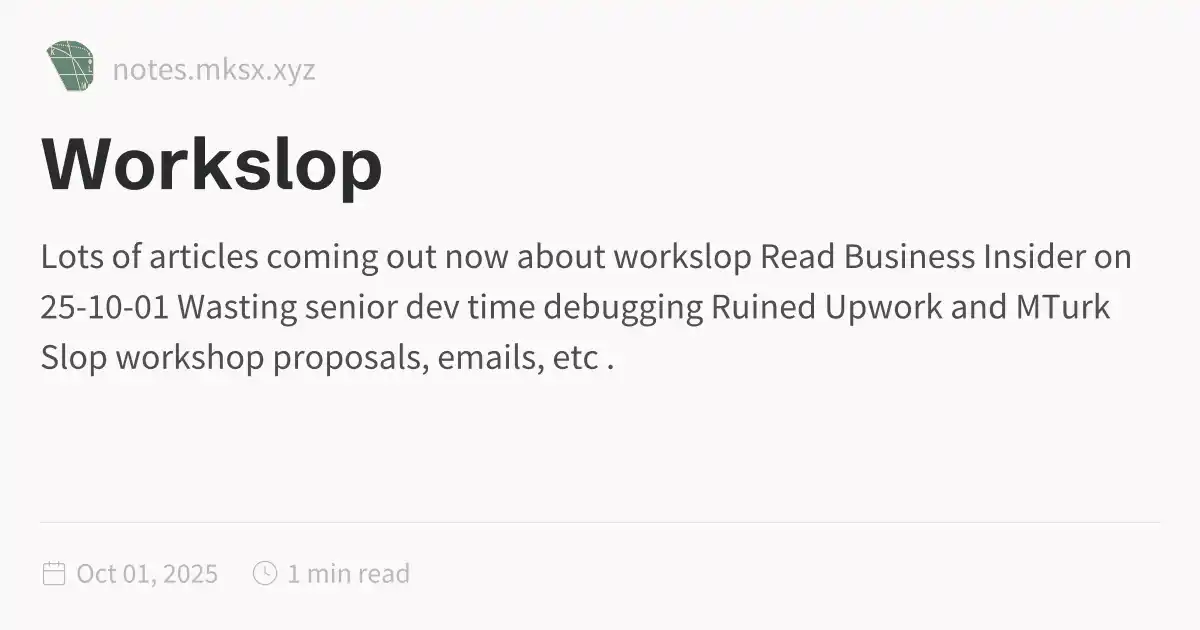 notes.mksx.xyz
Workslop
Lots of articles coming out now about workslop Read Business Insider on
25-10-01 Wasting senior dev time debugging Ruined Upwork and MTurk
Slop workshop proposals, emails, etc .
Oct 01, 2025 1 min read